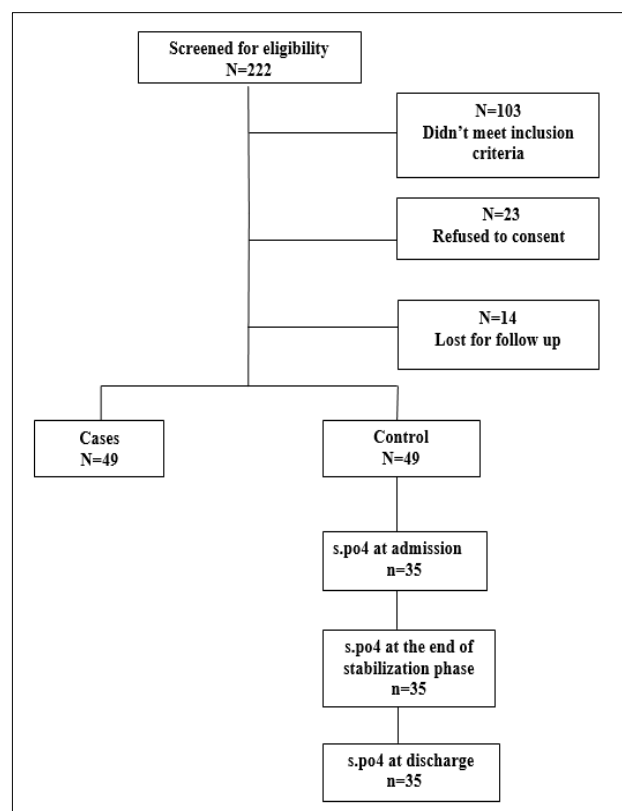 Screened for eligibility
N=222
N=103
Didn't meet inclusion
criteria
N=23
Refused to consent
N=14
Lost for follow up
Cases
N=49
Control
N=49
s.po4 at admission
n=35
s.po4 at the end of
stabilization phase
n=35
s.po4 at discharge
n=35